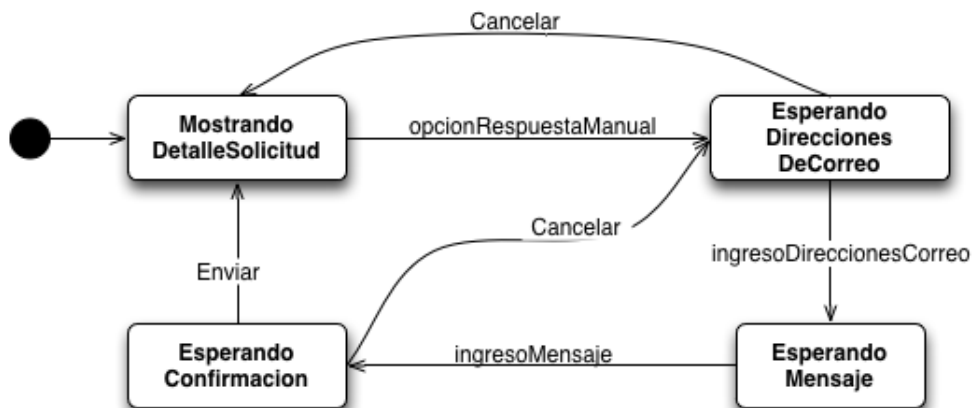 Cancelar
Mostrando
DetalleSolicitud
opcionRespuestaManual
Esperando
Direcciones
DeCorreo
Cancelar
ingresoDireccionesCorreo
Enviar
Esperando
Confirmacion
ingresoMensaje
Esperando
Mensaje